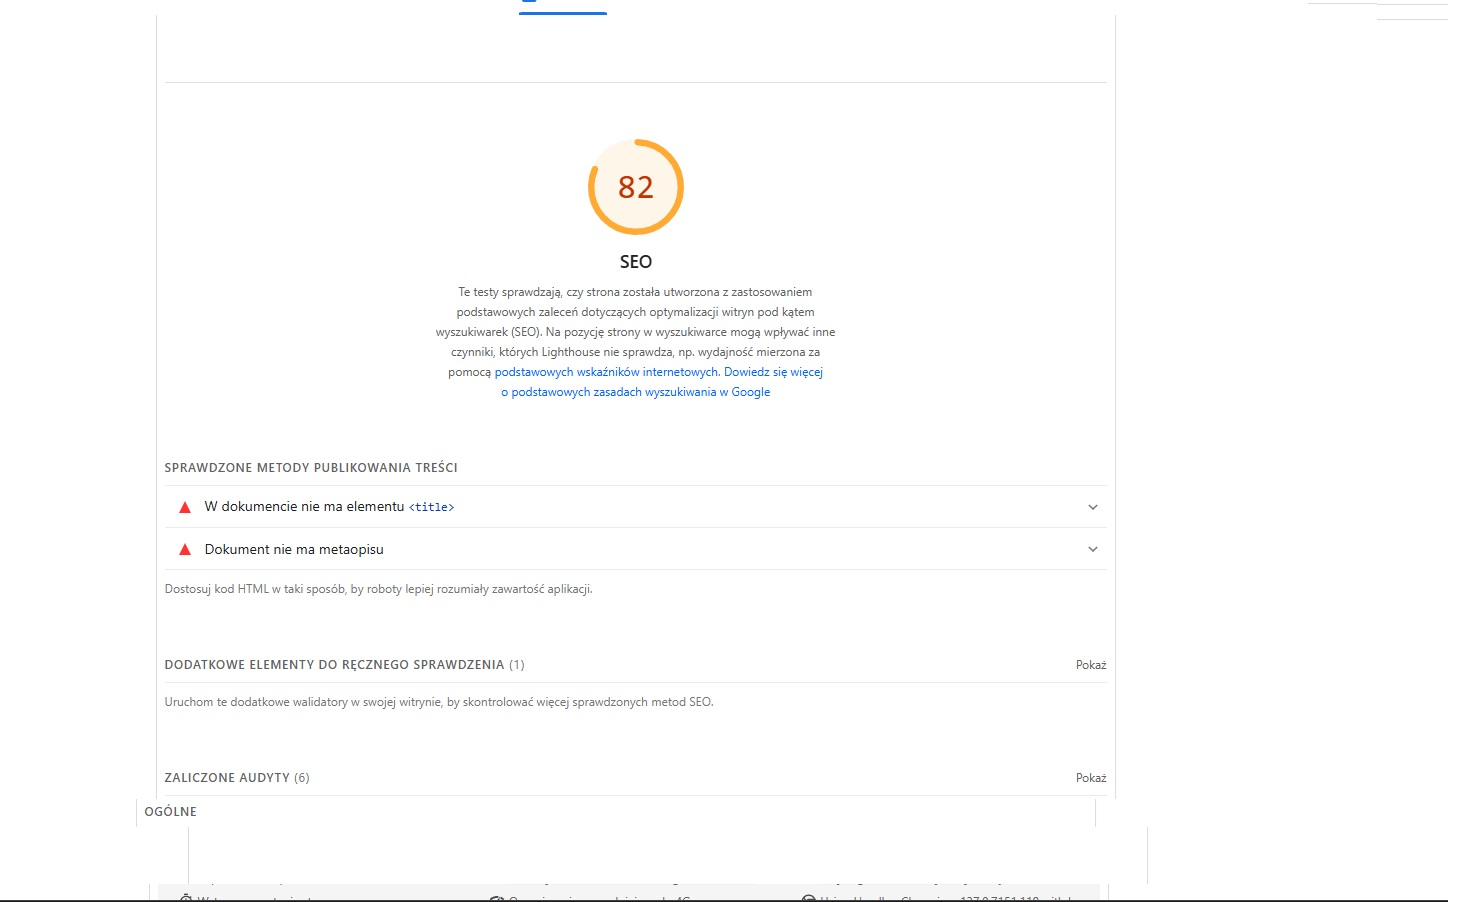 82
SEO
Te testy sprawdzają, czy strona została utworzona z zastosowaniem
podstawowych zaleceń dotyczących optymalizacji witryn pod kątem
wyszukiwarek (SEO). Na pozycję strony w wyszukiwarce mogą wpływać inne
czynniki, których Lighthouse nie sprawdza, np. wydajność mierzona za
pomocą podstawowych wskaźników internetowych. Dowiedz się więcej
o podstawowych zasadach wyszukiwania w Google
SPRAWDZONE METODY PUBLIKOWANIA TREŚCI
W dokumencie nie ma elementu <title>
Dokument nie ma metaopisu
Dostosuj kod HTML w taki sposób, by roboty lepiej rozumiały zawartość aplikacji.
DODATKOWE ELEMENTY DO RĘCZNEGO SPRAWDZENIA (1) Pokaż
Uruchom te dodatkowe walidatory w swojej witrynie, by skontrolować więcej sprawdzonych metod SEO.
ZALICZONE AUDYTY (6) Pokaż
OGÓLNE